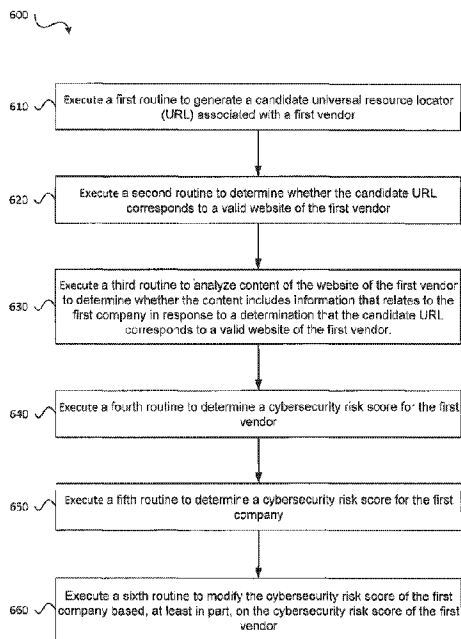 600
610
Execute a first routine to generate a candidate universal resource locator
(URL) associated with a first vendor
620
Execute a second routine to determine whether the candidate URL
corresponds to a valid website of the first vendor
630
Execute a third routine to analyze content of the website of the first vendor
to determine whether the content includes information that relates to the
first company in response to a determination that the candidate URL
corresponds to a valid website of the first vendor.
640
Execute a fourth routine to determine a cybersecurity risk score for the first
vendor
650
Execute a fifth routine to determine a cybersecurity risk score for the first
company
660
Execute a sixth routine to modify the cybersecurity risk score of the first
company based, at least in part, on the cybersecurity risk score of the first
vendor